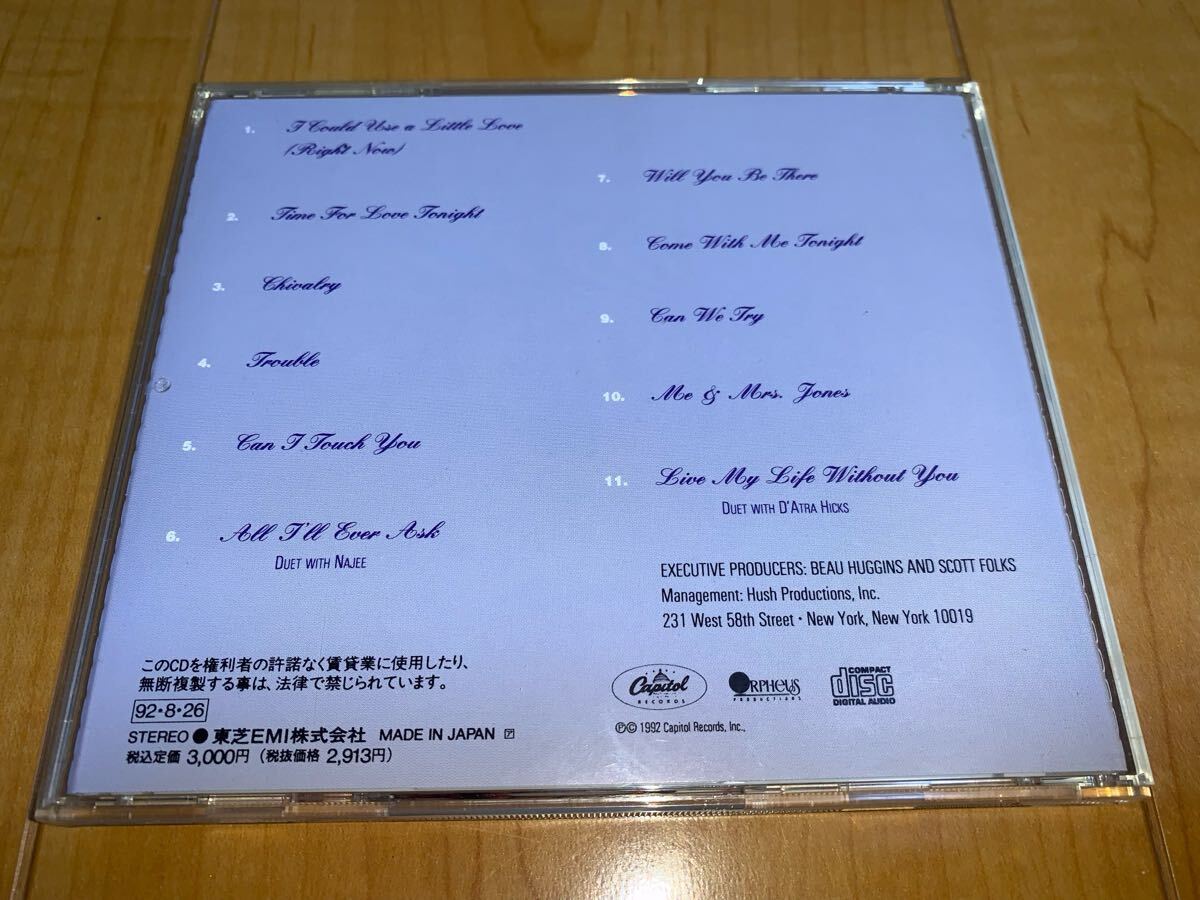 1. I Could Use a Little Love
(Right Now)
2. Time For Love Tonight
3. Chivalry
4. Trouble
5. Can I Touch You
6. All I'll Ever Ask
DUET WITH NAJEE
7. Will You Be There
8. Come With Me Tonight
9. Can We Try
10. Me & Mrs. Jones
11. Live My Life Without You
DUET WITH D'ATRA HICKS
EXECUTIVE PRODUCERS: BEAU HUGGINS AND SCOTT FOLKS
Management: Hush Productions, Inc.
231 West 58th Street • New York, New York 10019
このCDを権利者の許諾なく賃貸業に使用したり、
無断複製する事は、法律で禁じられています。
92・8・26
STEREO ● 東芝EMI株式会社 MADE IN JAPAN ア
税込定価 3,000円 (税抜価格 2,913円)
Capitol
RECORDS
ORPHEUS
PRODUCTIONS
COMPACT
disc
DIGITAL AUDIO
℗© 1992 Capitol Records, Inc.,